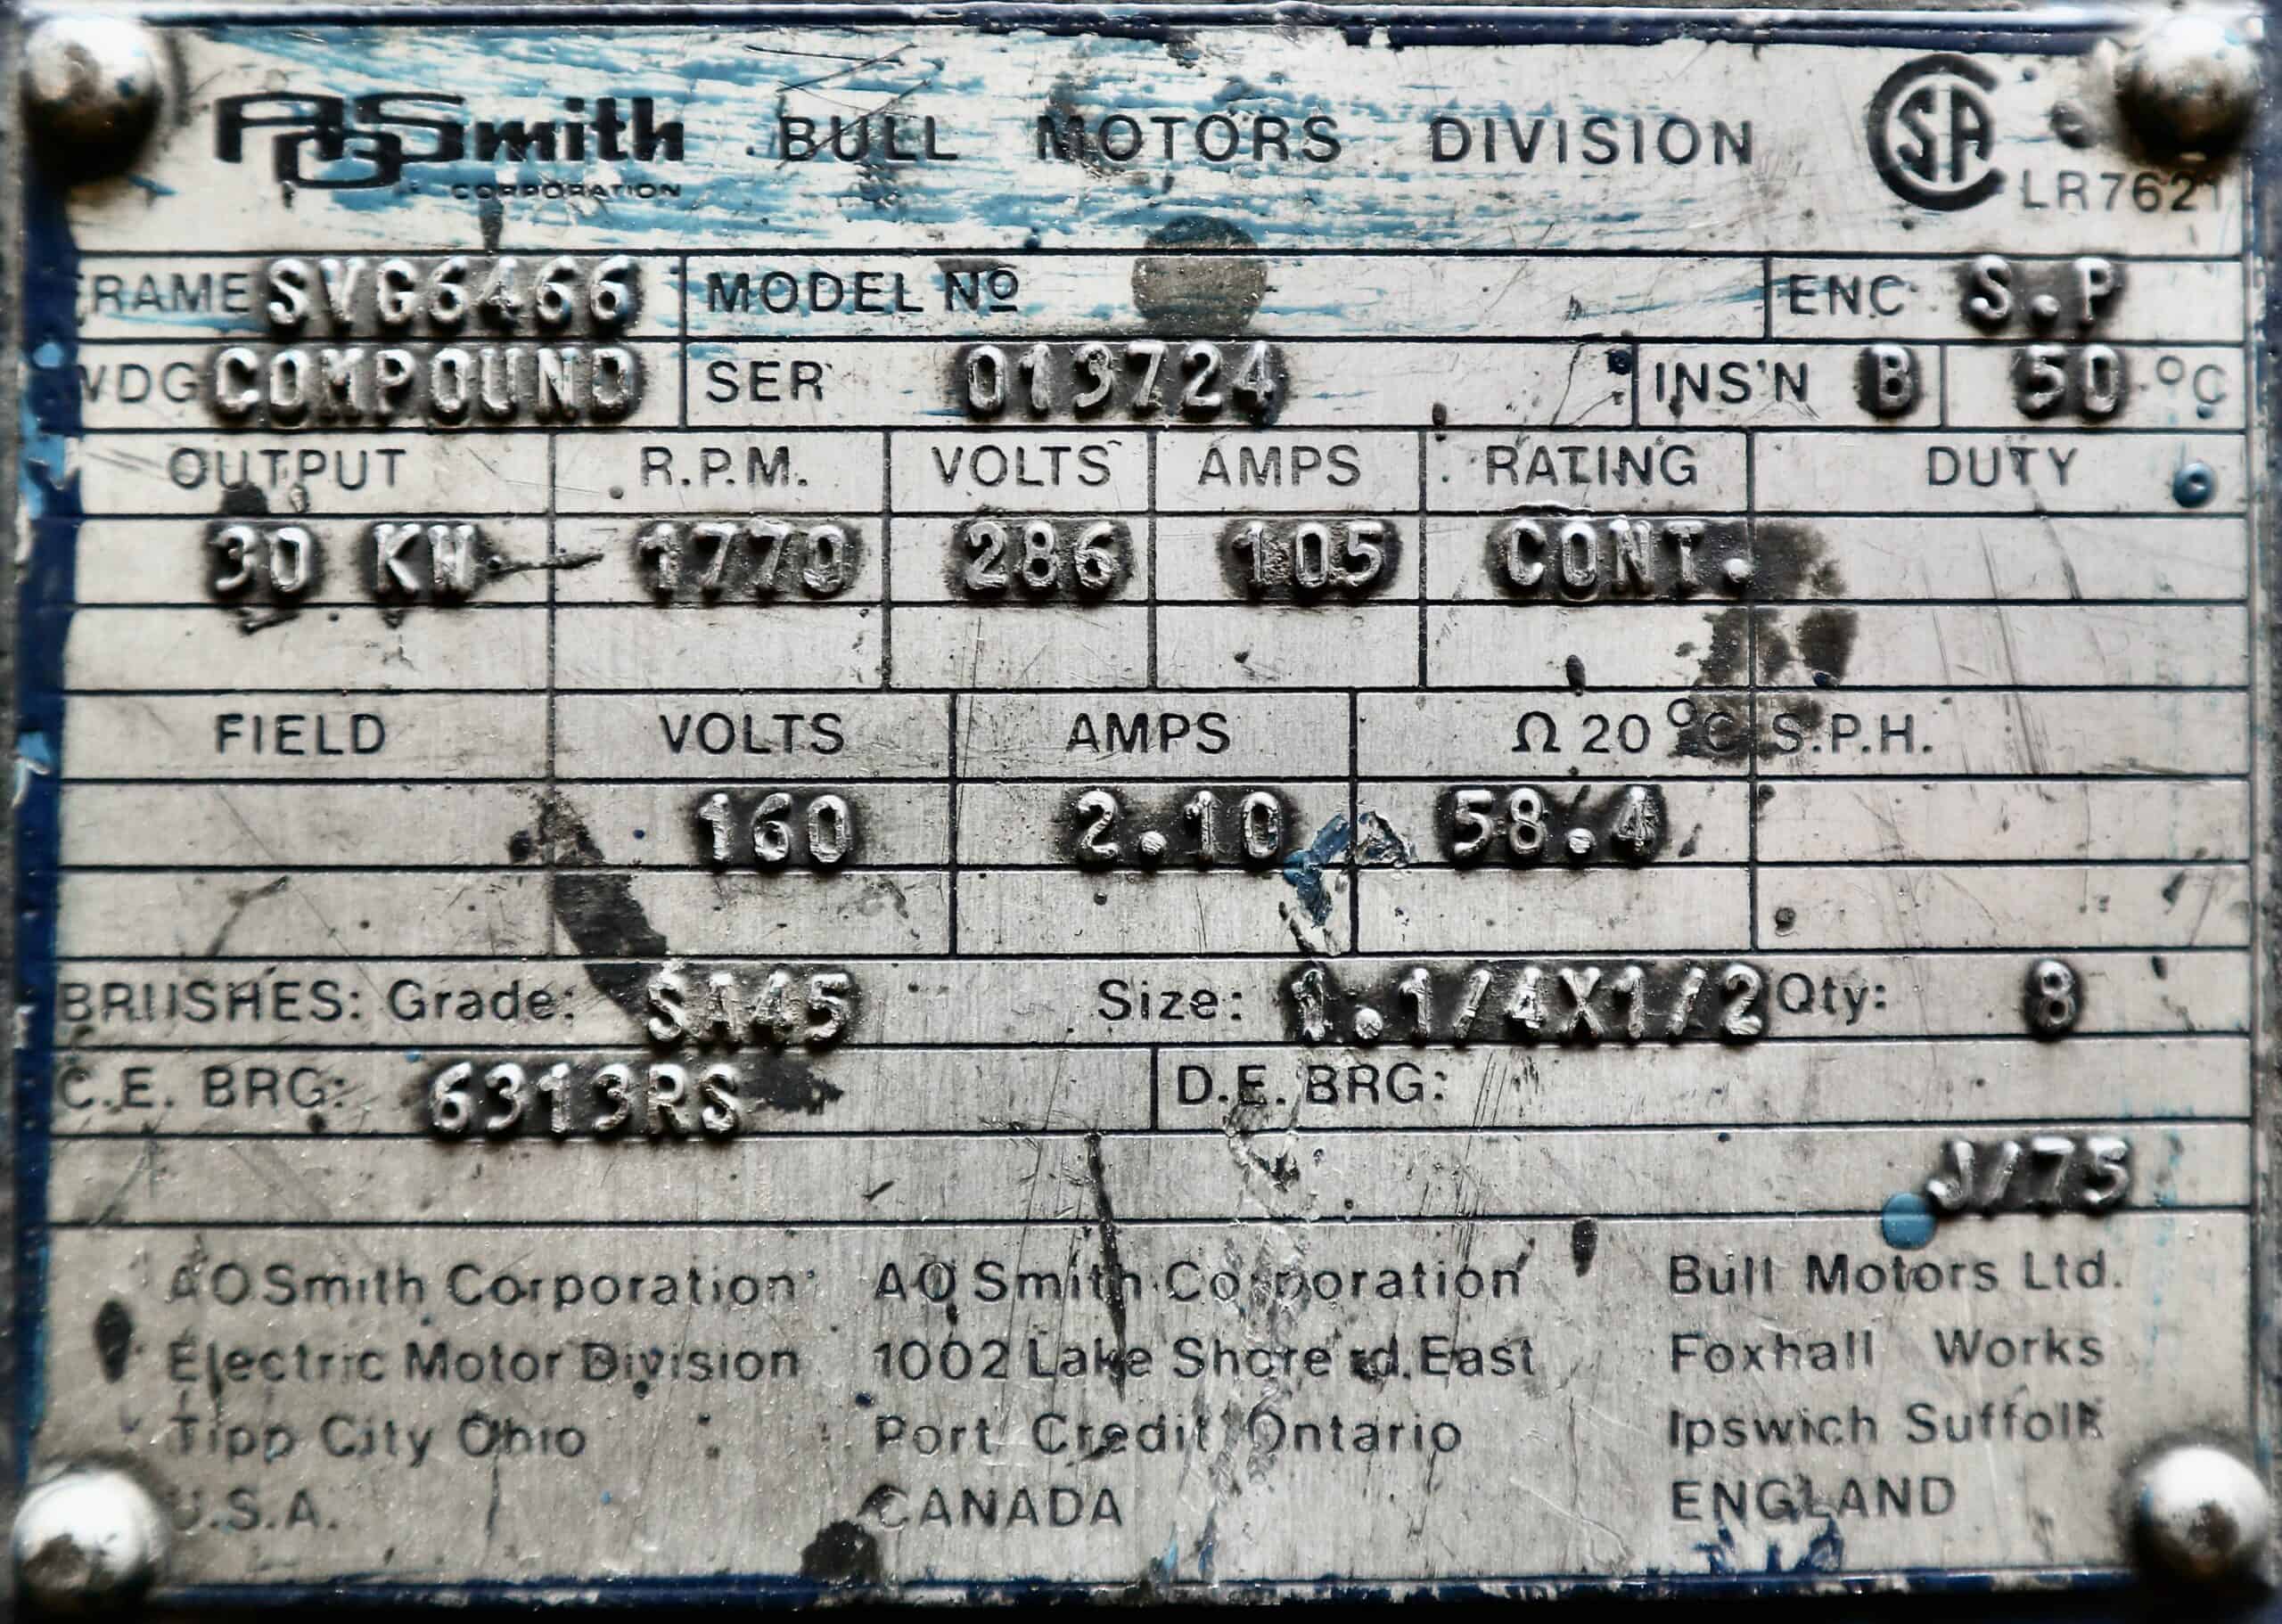 AOSmith BULL MOTORS DIVISION CSA
CORPORATION LR7621
FRAME SVG6466 MODEL Nº ENC S.P
WDG COMPOUND SER 013724 INS'N B 50 °C
OUTPUT R.P.M. VOLTS AMPS RATING DUTY
30 KW 1770 286 105 CONT.
FIELD VOLTS AMPS Ω 20 °C S.P.H.
160 2.10 58.4
BRUSHES: Grade: SA45 Size: 1.1/4X1/2 Qty: 8
C.E. BRG: 6313RS D.E. BRG:
J/75
AOSmith Corporation AO Smith Corporation Bull Motors Ltd.
Electric Motor Division 1002 Lake Shore rd. East Foxhall Works
Tipp City Ohio Port Credit Ontario Ipswich Suffolk
U.S.A. CANADA ENGLAND